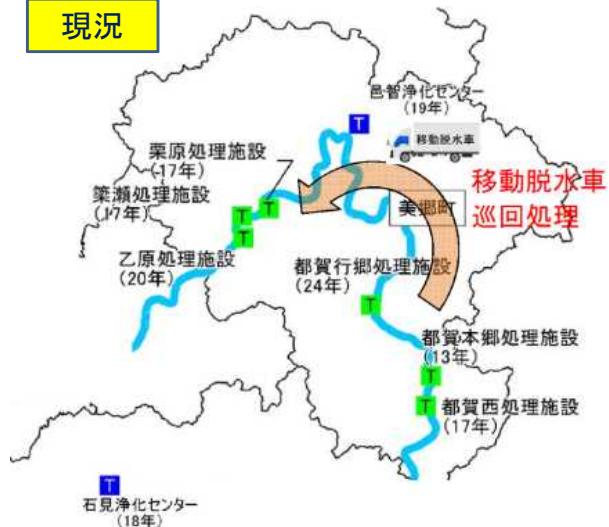 現況
邑智浄化センター
(19年)
T
移動脱水車
栗原処理施設
(17年)
移動脱水車
巡回処理
簗瀬処理施設
(17年)
T
T
T
美郷町
乙原処理施設
(20年)
都賀行郷処理施設
(24年)
T
都賀本郷処理施設
(13年)
T
T
都賀西処理施設
(17年)
T
石見浄化センター
(18年)